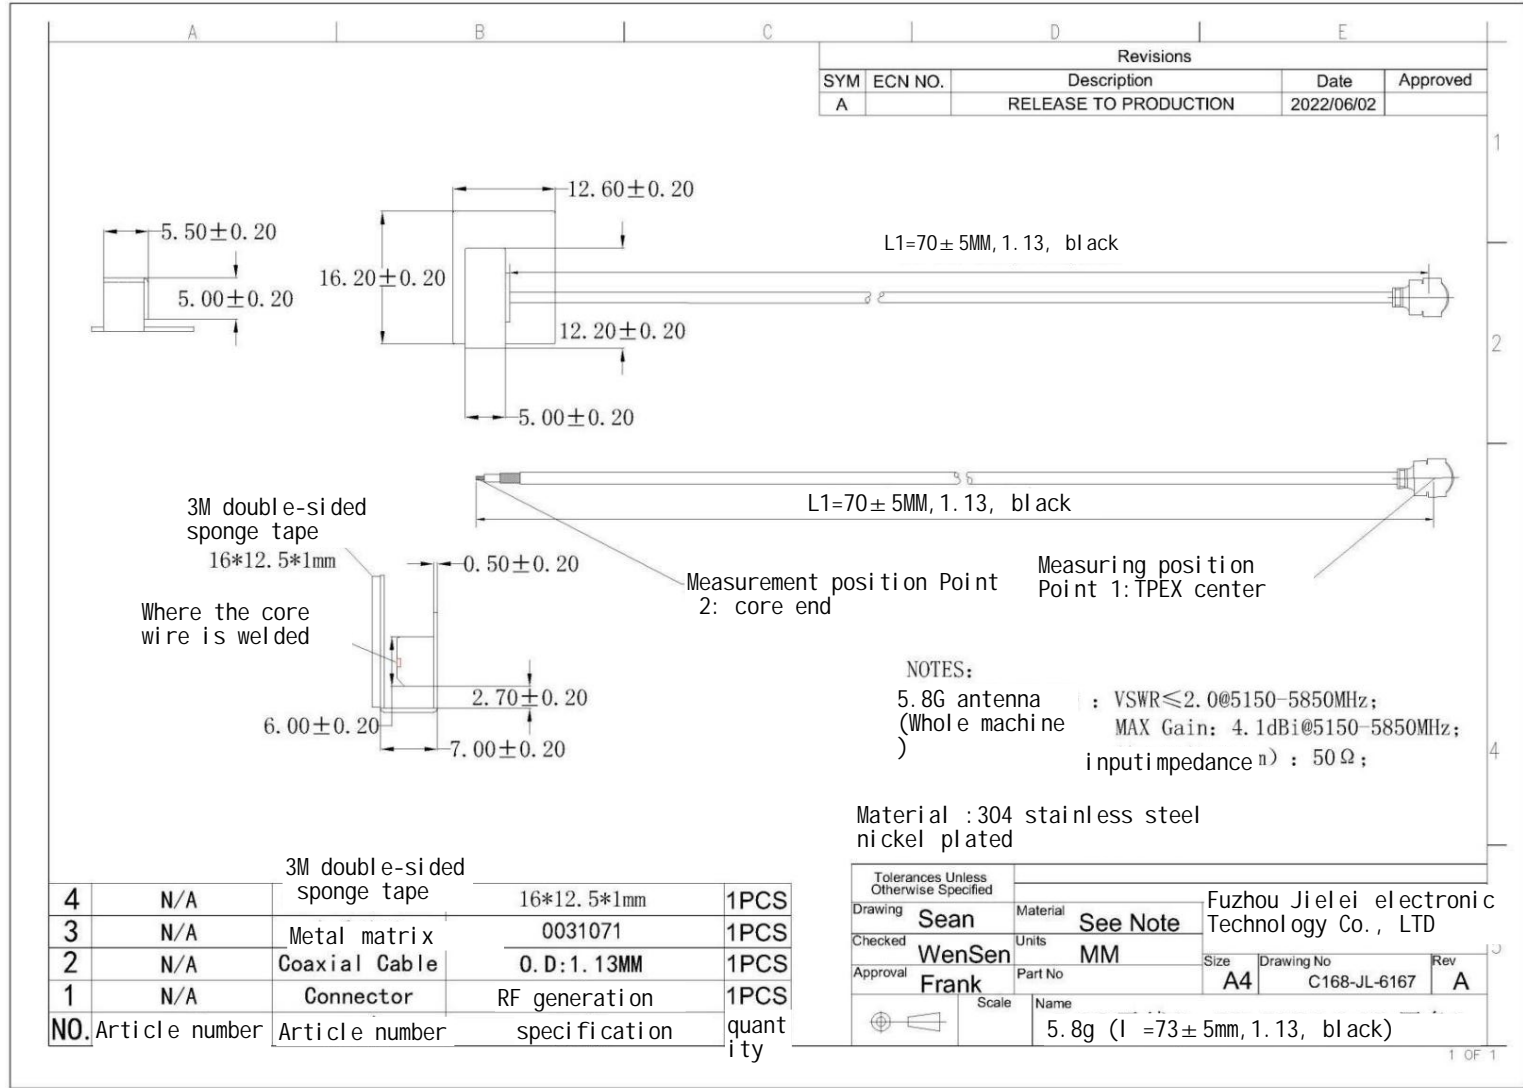 A B C D E
Revisions
SYM ECN NO. Description Date Approved
A RELEASE TO PRODUCTION 2022/06/02
1
12.60±0.20
5.50±0.20
L1=70±5MM,1.13, black
16.20±0.20
5.00±0.20
12.20±0.20
2
5.00±0.20
3M double-sided
sponge tape
16*12.5*1mm
L1=70±5MM,1.13, black
0.50±0.20
Measurement position Point
2: core end
Measuring position
Point 1:TPEX center
Where the core
wire is welded
2.70±0.20
6.00±0.20
7.00±0.20
NOTES:
5.8G antenna : VSWR≤2.0@5150-5850MHz;
(Whole machine MAX Gain: 4.1dBi@5150-5850MHz;
) inputimpedance n) : 50Ω;
4
Material :304 stainless steel
nickel plated
4 N/A 3M double-sided sponge tape 16*12.5*1mm 1PCS
3 N/A Metal matrix 0031071 1PCS
2 N/A Coaxial Cable O.D:1.13MM 1PCS
1 N/A Connector RF generation 1PCS
NO. Article number Article number specification quantity
Tolerances Unless
Otherwise Specified
Fuzhou Jielei electronic
Technology Co., LTD
Drawing Sean Material See Note
Checked WenSen Units MM
Approval Frank Part No
Size A4 Drawing No C168-JL-6167 Rev A
Scale Name
5.8g (l =73±5mm,1.13, black)
1 OF 1